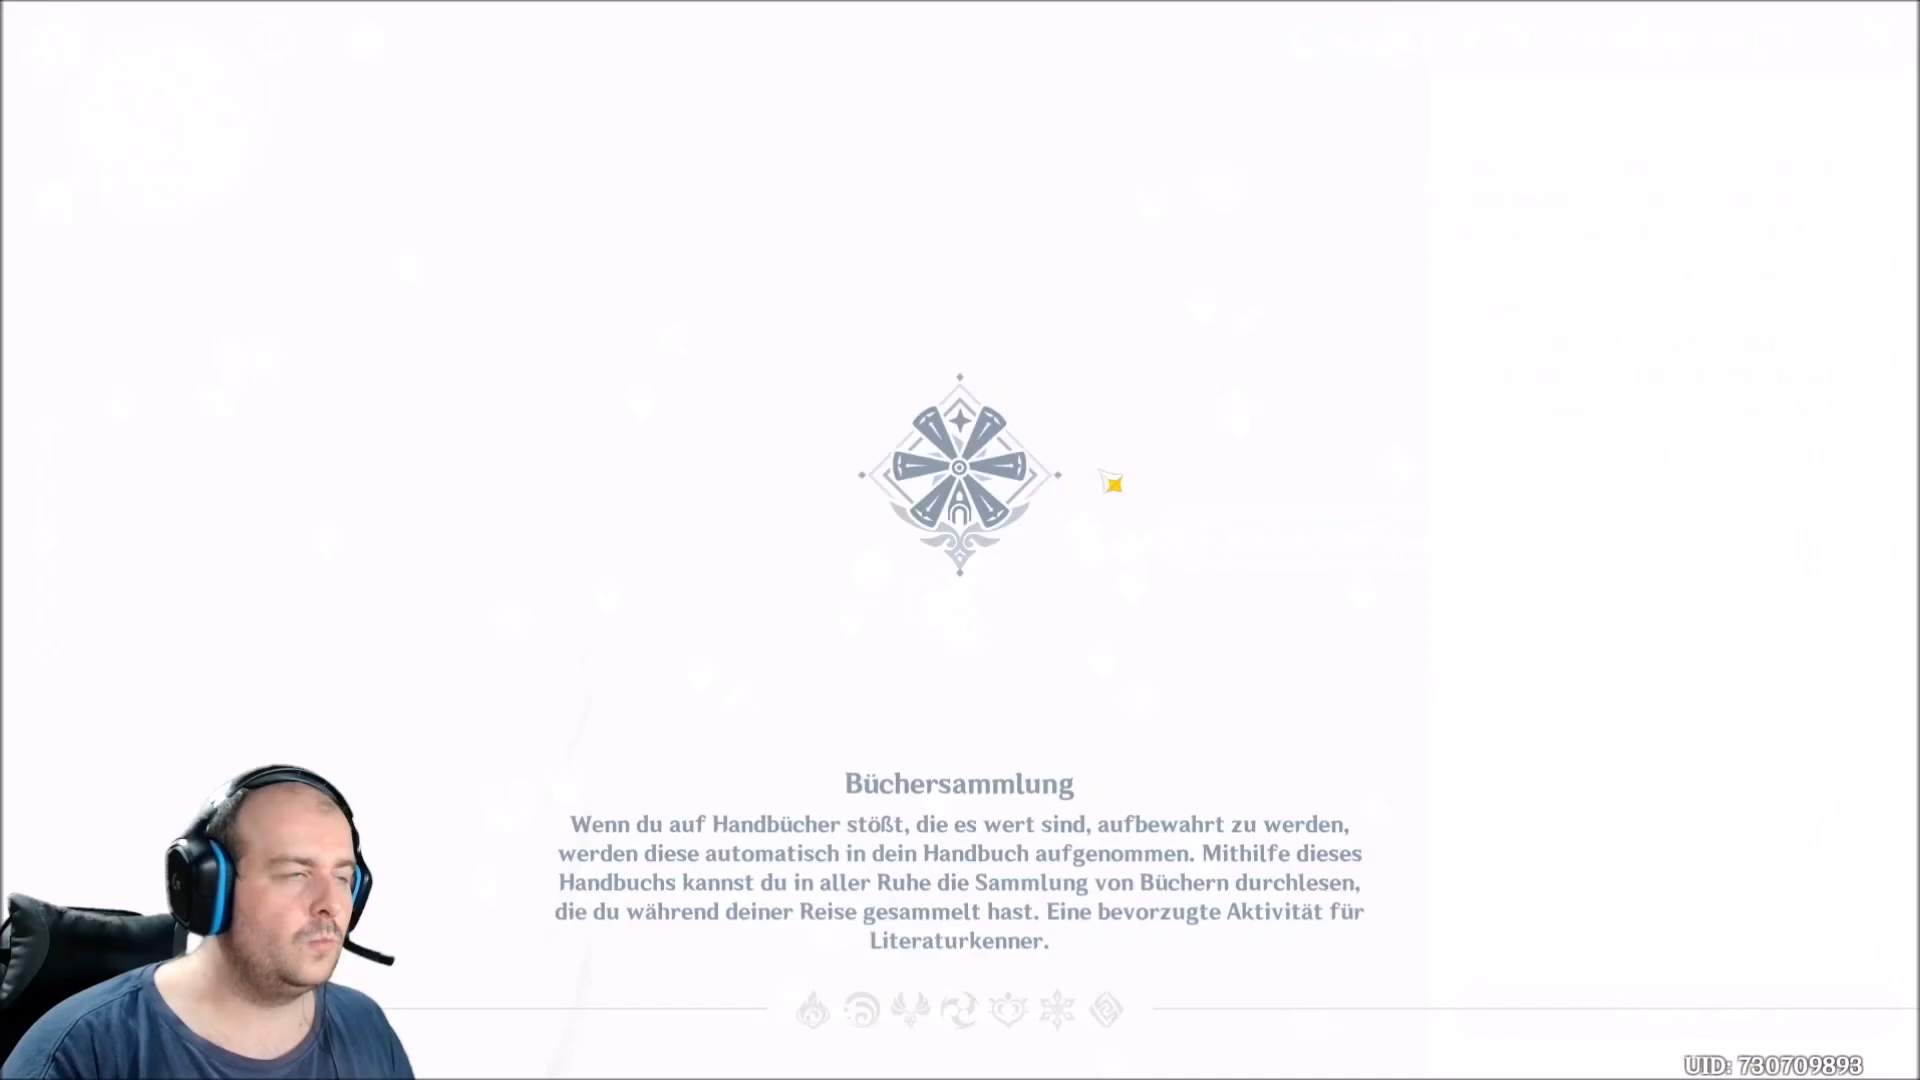 Büchersammlung
Wenn du auf Handbücher stößt, die es wert sind, aufbewahrt zu werden,
werden diese automatisch in dein Handbuch aufgenommen. Mithilfe dieses
Handbuchs kannst du in aller Ruhe die Sammlung von Büchern durchlesen,
die du während deiner Reise gesammelt hast. Eine bevorzugte Aktivität für
Literaturkenner.
UID: 730709893